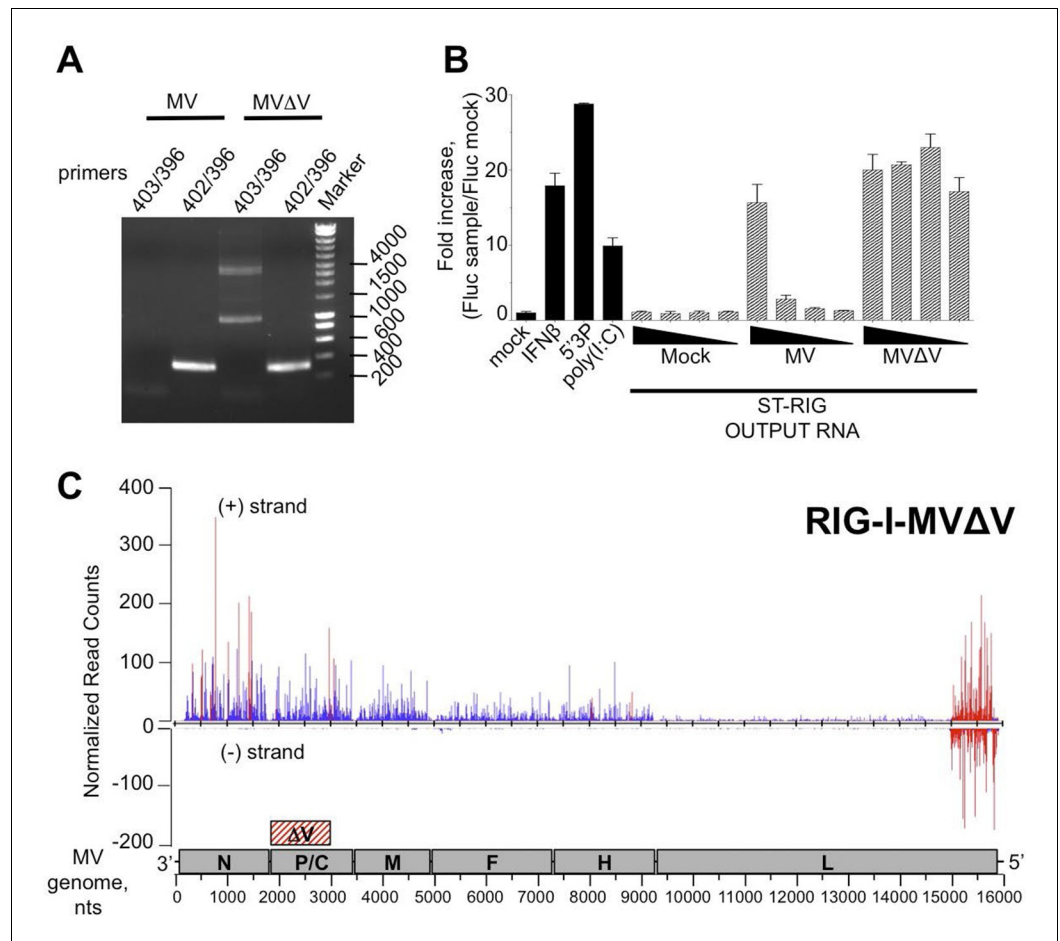 A
MV MVΔV
primers
403/396 402/396 403/396 402/396 Marker
4000
1500
1000
600
400
200
B
Fold increase,
(Fluc sample/Fluc mock)
30
20
10
0
mock IFNβ 5'3P poly(I:C)
Mock MV MVΔV
ST-RIG
OUTPUT RNA
C
RIG-I-MVΔV
Normalized Read Counts
400
300
200
100
0
-100
-200
(+) strand
(-) strand
ΔV
MV
genome,
nts
3' N P/C M F H L 5'
0 1000 2000 3000 4000 5000 6000 7000 8000 9000 10000 11000 12000 13000 14000 15000 16000